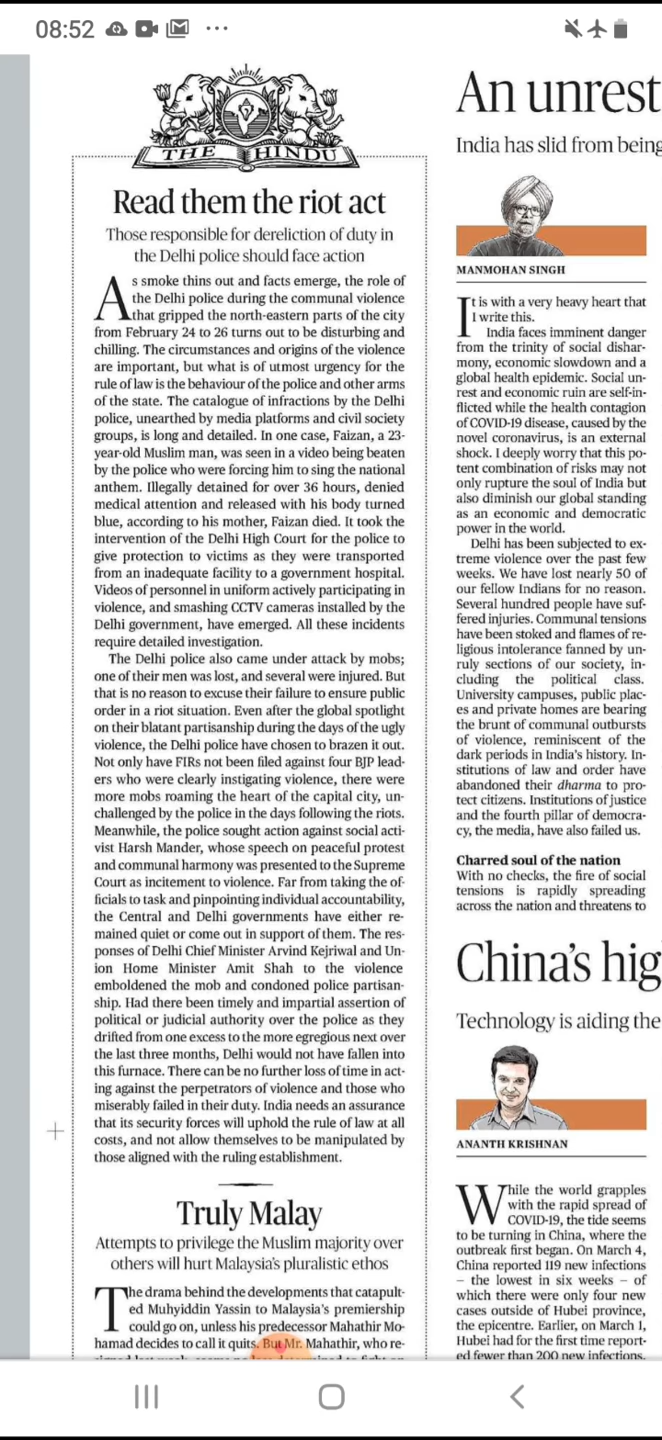 08:52
THE HINDU
Read them the riot act
Those responsible for dereliction of duty in
the Delhi police should face action
As smoke thins out and facts emerge, the role of
the Delhi police during the communal violence
that gripped the north-eastern parts of the city
from February 24 to 26 turns out to be disturbing and
chilling. The circumstances and origins of the violence
are important, but what is of utmost urgency for the
rule of law is the behaviour of the police and other arms
of the state. The catalogue of infractions by the Delhi
police, unearthed by media platforms and civil society
groups, is long and detailed. In one case, Faizan, a 23-
year-old Muslim man, was seen in a video being beaten
by the police who were forcing him to sing the national
anthem. Illegally detained for over 36 hours, denied
medical attention and released with his body turned
blue, according to his mother, Faizan died. It took the
intervention of the Delhi High Court for the police to
give protection to victims as they were transported
from an inadequate facility to a government hospital.
Videos of personnel in uniform actively participating in
violence, and smashing CCTV cameras installed by the
Delhi government, have emerged. All these incidents
require detailed investigation.
The Delhi police also came under attack by mobs;
one of their men was lost, and several were injured. But
that is no reason to excuse their failure to ensure public
order in a riot situation. Even after the global spotlight
on their blatant partisanship during the days of the ugly
violence, the Delhi police have chosen to brazen it out.
Not only have FIRs not been filed against four BJP lead-
ers who were clearly instigating violence, there were
more mobs roaming the heart of the capital city, un-
challenged by the police in the days following the riots.
Meanwhile, the police sought action against social acti-
vist Harsh Mander, whose speech on peaceful protest
and communal harmony was presented to the Supreme
Court as incitement to violence. Far from taking the of-
ficials to task and pinpointing individual accountability,
the Central and Delhi governments have either re-
mained quiet or come out in support of them. The res-
ponses of Delhi Chief Minister Arvind Kejriwal and Un-
ion Home Minister Amit Shah to the violence
emboldened the mob and condoned police partisan-
ship. Had there been timely and impartial assertion of
political or judicial authority over the police as they
drifted from one excess to the more egregious next over
the last three months, Delhi would not have fallen into
this furnace. There can be no further loss of time in act-
ing against the perpetrators of violence and those who
miserably failed in their duty. India needs an assurance
that its security forces will uphold the rule of law at all
costs, and not allow themselves to be manipulated by
those aligned with the ruling establishment.
Truly Malay
Attempts to privilege the Muslim majority over
others will hurt Malaysia's pluralistic ethos
The drama behind the developments that catapult-
ed Muhyiddin Yassin to Malaysia's premiership
could go on, unless his predecessor Mahathir Mo-
hamad decides to call it quits. But Mr. Mahathir, who re-
An unrest
India has slid from being
MANMOHAN SINGH
It is with a very heavy heart that
I write this.
India faces imminent danger
from the trinity of social dishar-
mony, economic slowdown and a
global health epidemic. Social un-
rest and economic ruin are self-in-
flicted while the health contagion
of COVID-19 disease, caused by the
novel coronavirus, is an external
shock. I deeply worry that this po-
tent combination of risks may not
only rupture the soul of India but
also diminish our global standing
as an economic and democratic
power in the world.
Delhi has been subjected to ex-
treme violence over the past few
weeks. We have lost nearly 50 of
our fellow Indians for no reason.
Several hundred people have suf-
fered injuries. Communal tensions
have been stoked and flames of re-
ligious intolerance fanned by un-
ruly sections of our society, in-
cluding the political class.
University campuses, public plac-
es and private homes are bearing
the brunt of communal outbursts
of violence, reminiscent of the
dark periods in India's history. In-
stitutions of law and order have
abandoned their dharma to pro-
tect citizens. Institutions of justice
and the fourth pillar of democra-
cy, the media, have also failed us.
Charred soul of the nation
With no checks, the fire of social
tensions is rapidly spreading
across the nation and threatens to
China's hig
Technology is aiding the
ANANTH KRISHNAN
While the world grapples
with the rapid spread of
COVID-19, the tide seems
to be turning in China, where the
outbreak first began. On March 4,
China reported 119 new infections
– the lowest in six weeks – of
which there were only four new
cases outside of Hubei province,
the epicentre. Earlier, on March 1,
Hubei had for the first time report-
ed fewer than 200 new infections.